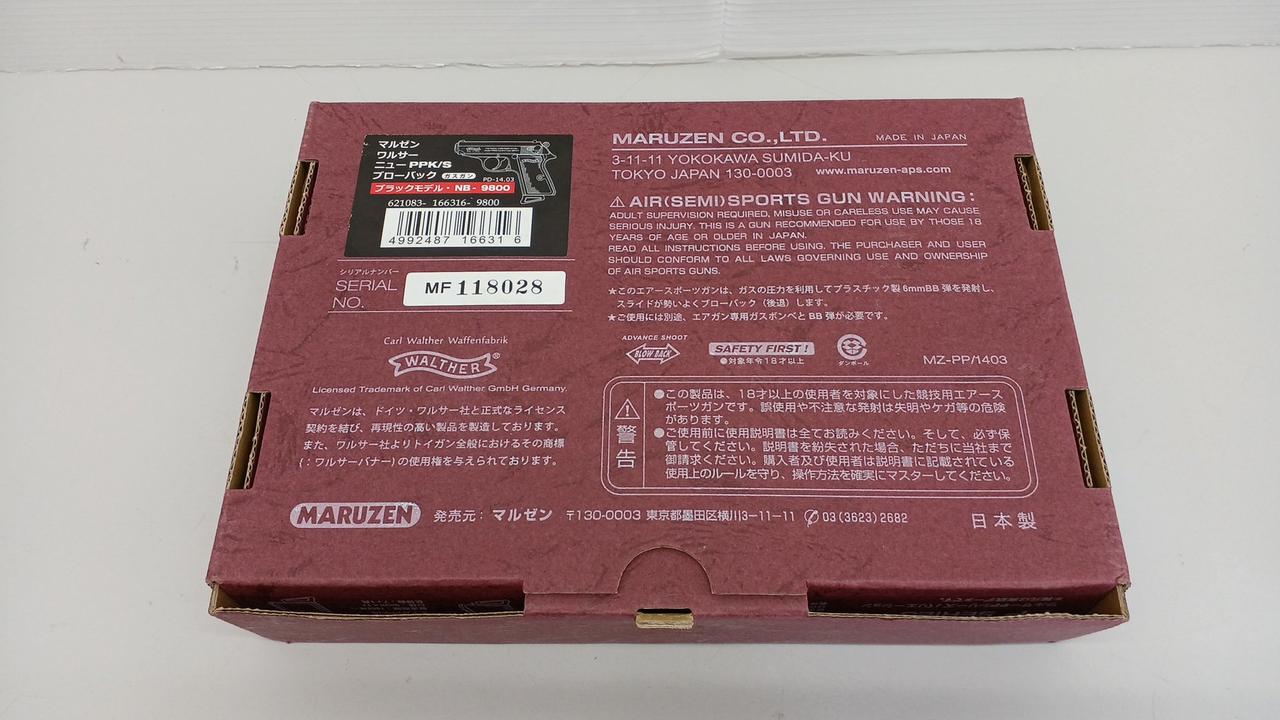 マルゼン
ワルサー
ニューPPK/S
ブローバック ガスガン
PD-14.03
ブラックモデル・NB-9800
621083- 166316- 9800
4992487 16631 6
シリアルナンバー
SERIAL NO.
MF 118028
Carl Walther Waffenfabrik
WALTHER®
Licensed Trademark of Carl Walther GmbH Germany.
マルゼンは、ドイツ・ワルサー社と正式なライセンス
契約を結び、再現性の高い製品を製造しております。
また、ワルサー社よりトイガン全般におけるその商標
(:ワルサーバナー)の使用権を与えられております。
MARUZEN CO.,LTD.
MADE IN JAPAN
3-11-11 YOKOKAWA SUMIDA-KU
TOKYO JAPAN 130-0003 www.maruzen-aps.com
⚠ AIR(SEMI)SPORTS GUN WARNING:
ADULT SUPERVISION REQUIRED, MISUSE OR CARELESS USE MAY CAUSE
SERIOUS INJURY. THIS IS A GUN RECOMMENDED FOR USE BY THOSE 18
YEARS OF AGE OR OLDER IN JAPAN.
READ ALL INSTRUCTIONS BEFORE USING. THE PURCHASER AND USER
SHOULD CONFORM TO ALL LAWS GOVERNING USE AND OWNERSHIP
OF AIR SPORTS GUNS.
★このエアースポーツガンは、ガスの圧力を利用してプラスチック製6mmBB弾を発射し、
スライドが勢いよくブローバック(後退)します。
★ご使用には別途、エアガン専用ガスボンベとBB弾が必要です。
ADVANCE SHOOT
BLOW BACK
SAFETY FIRST!
●対象年令18才以上
ダンボール
MZ-PP/1403
⚠警告
●この製品は、18才以上の使用者を対象にした競技用エアース
ポーツガンです。誤使用や不注意な発射は失明やケガ等の危険
があります。
●ご使用前に使用説明書は全てお読みください。そして、必ず保
管してください。説明書を紛失された場合、ただちに当社まで
御請求ください。購入者及び使用者は説明書に記載されている
使用上のルールを守り、操作方法を確実にマスターしてください。
MARUZEN 発売元：マルゼン 〒130-0003 東京都墨田区横川3-11-11 03(3623)2682
日本製